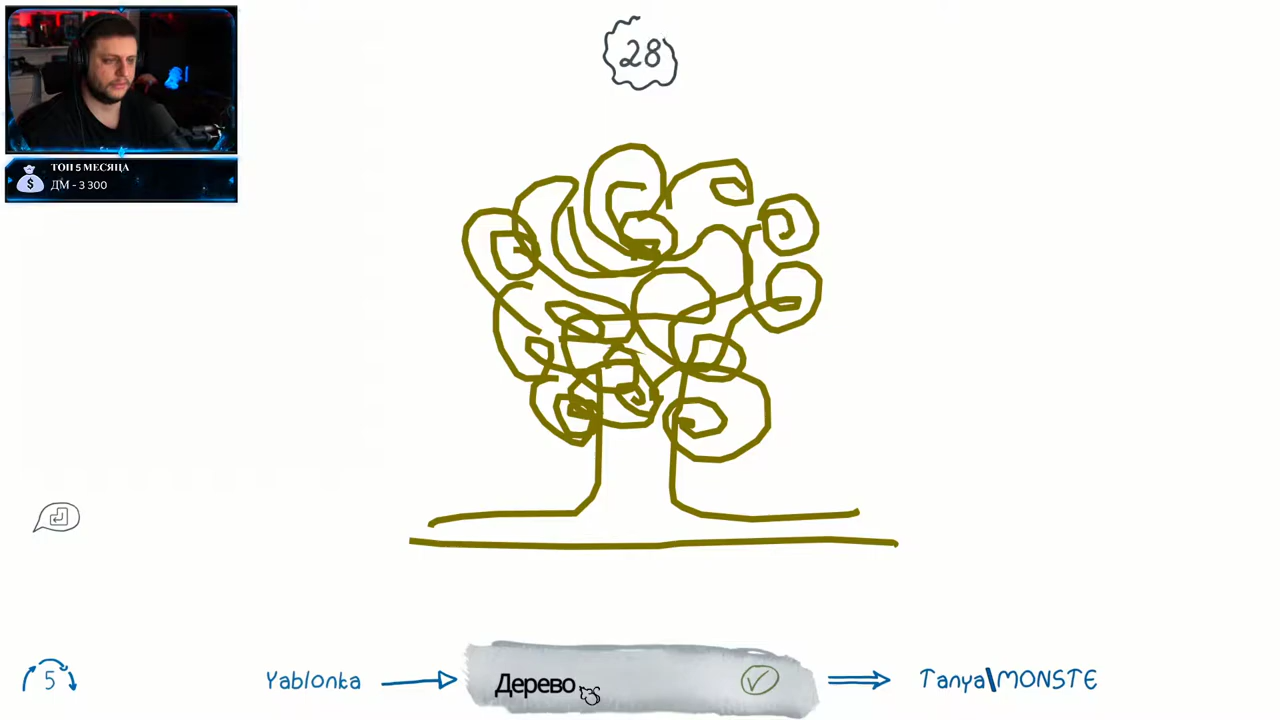 28
ТОП 5 МЕСЯЦА
$
ДМ - 3 300
5
Yablonka
Дерево
Tanya\MONSTE